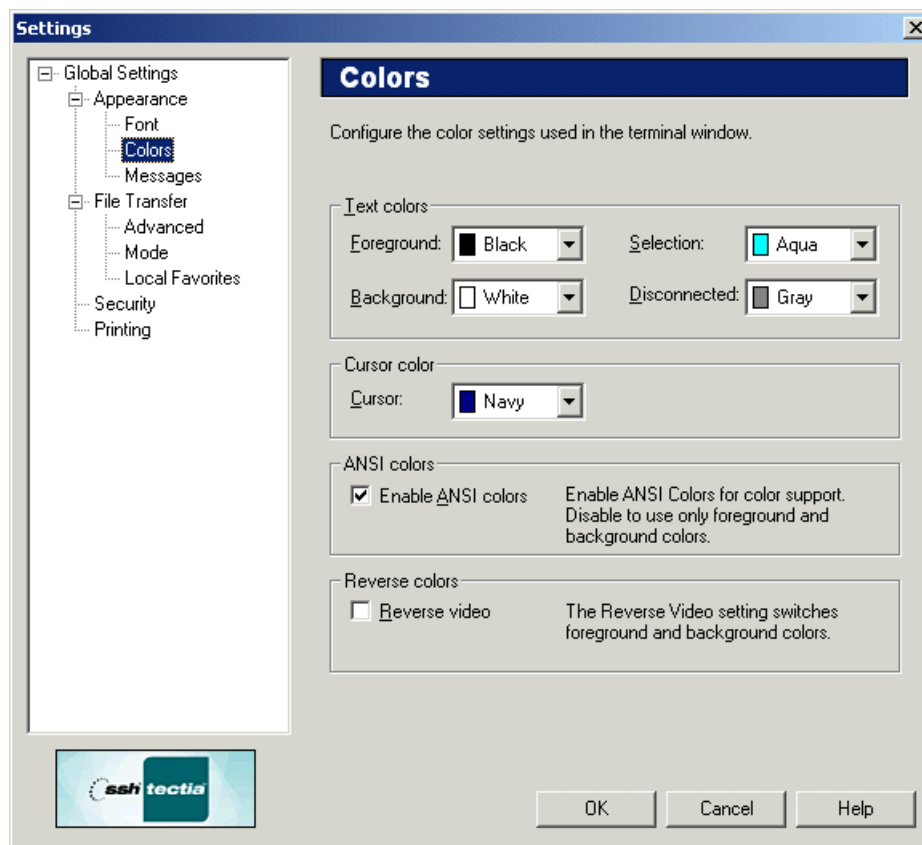 Settings
Global Settings
Appearance
Font
Colors
Messages
File Transfer
Advanced
Mode
Local Favorites
Security
Printing
Colors
Configure the color settings used in the terminal window.
Text colors
Foreground: Black Selection: Aqua
Background: White Disconnected: Gray
Cursor color
Cursor: Navy
ANSI colors
Enable ANSI colors
Enable ANSI Colors for color support.
Disable to use only foreground and
background colors.
Reverse colors
Reverse video
The Reverse Video setting switches
foreground and background colors.
ssh tectia
OK Cancel Help